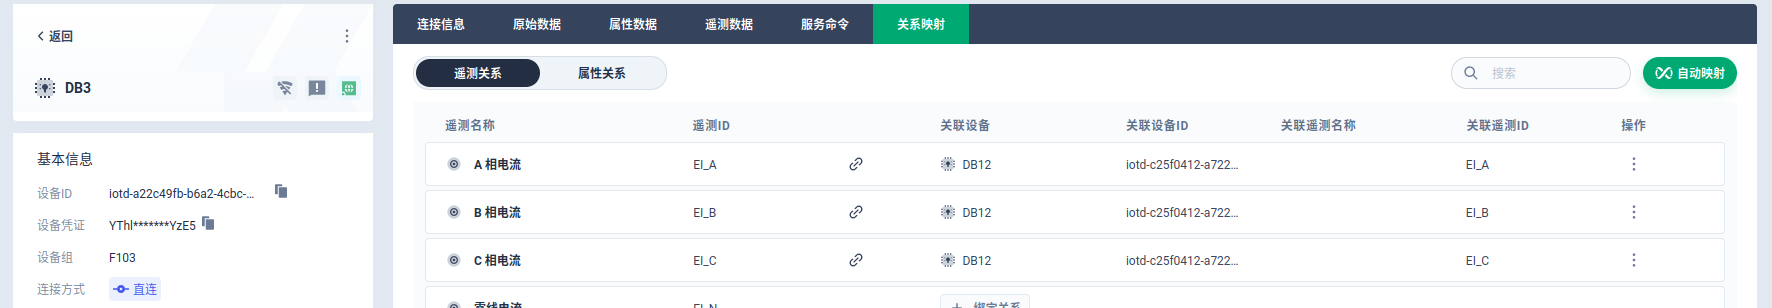 返回
DB3
基本信息
设备ID iotd-a22c49fb-b6a2-4cbc-…
设备凭证 YThl*******YzE5
设备组 F103
连接方式 直连
连接信息 原始数据 属性数据 遥测数据 服务命令 关系映射
遥测关系 属性关系 搜索 自动映射
遥测名称 遥测ID 关联设备 关联设备ID 关联遥测名称 关联遥测ID 操作
A 相电流 EI_A DB12 iotd-c25f0412-a722… EI_A
B 相电流 EI_B DB12 iotd-c25f0412-a722… EI_B
C 相电流 EI_C DB12 iotd-c25f0412-a722… EI_C
零线电流 EI_N + 绑定关系